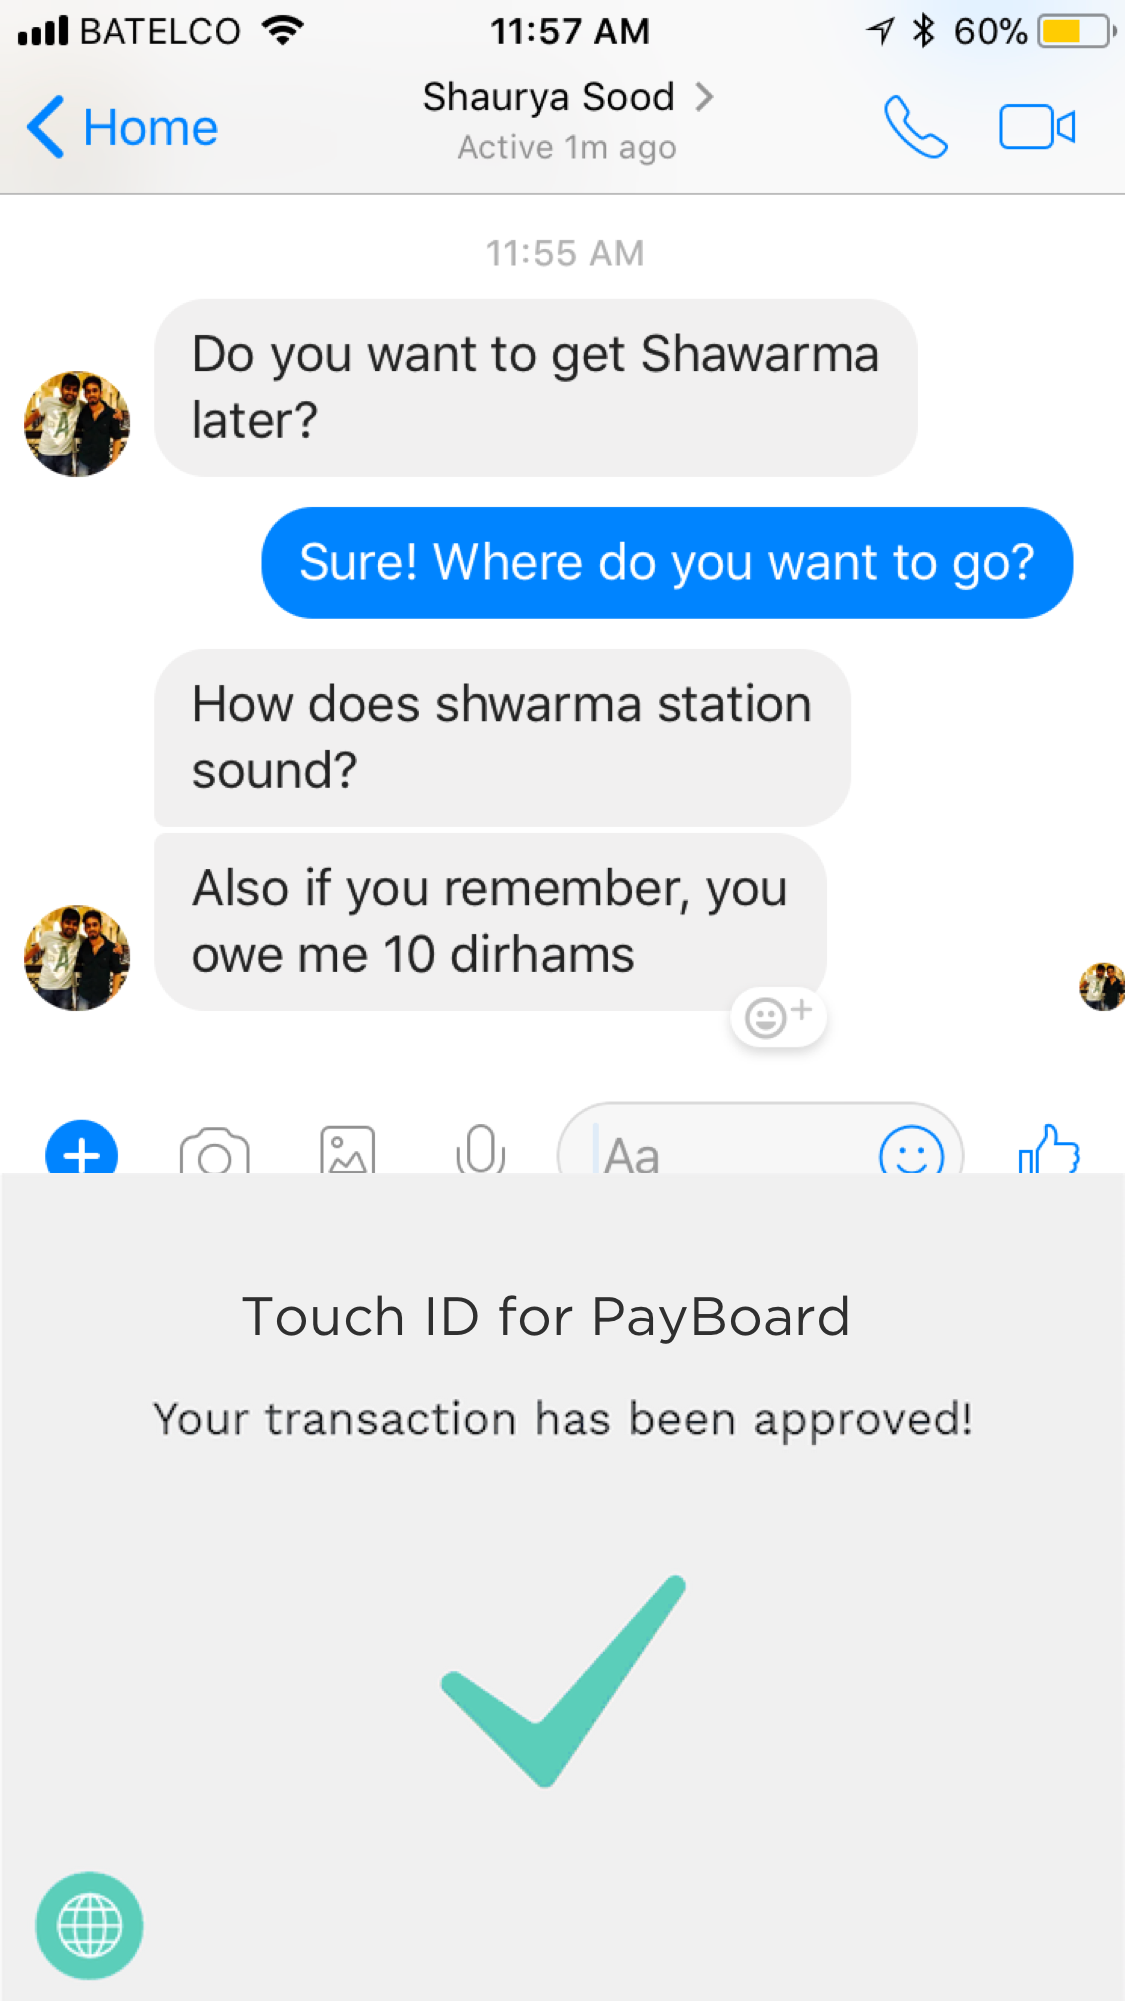 BATELCO 11:57 AM 60%
Home
Shaurya Sood
Active 1m ago
11:55 AM
Do you want to get Shawarma
later?
Sure! Where do you want to go?
How does shwarma station
sound?
Also if you remember, you
owe me 10 dirhams
Aa
Touch ID for PayBoard
Your transaction has been approved!